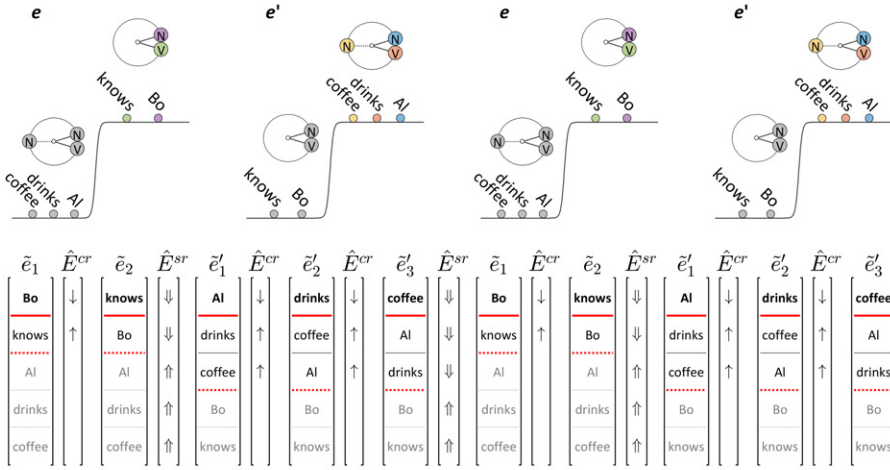 e e' e e'
N V N N V N V N N V
knows Bo coffee drinks Al knows Bo coffee drinks Al
N N V N V N N V N V
coffee drinks Al knows Bo coffee drinks Al knows Bo
ẽ₁ Ê^cr ẽ₂ Ê^sr ẽ′₁ Ê^cr ẽ′₂ Ê^cr ẽ′₃ Ê^sr ẽ₁ Ê^cr ẽ₂ Ê^sr ẽ′₁ Ê^cr ẽ′₂ Ê^cr ẽ′₃
Bo ↓ knows ⇓ Al ↓ drinks ↓ coffee ⇓ Bo ↓ knows ⇓ Al ↓ drinks ↓ coffee
knows ↑ Bo ⇓ drinks ↑ coffee ↑ Al ⇓ knows ↑ Bo ⇓ drinks ↑ coffee ↑ Al
Al Al ⇑ coffee ↑ Al ↑ drinks ⇓ Al Al ⇑ coffee ↑ Al ↑ drinks
drinks drinks ⇑ Bo Bo Bo ⇑ drinks drinks ⇑ Bo Bo Bo
coffee coffee ⇑ knows knows knows ⇑ coffee coffee ⇑ knows knows knows